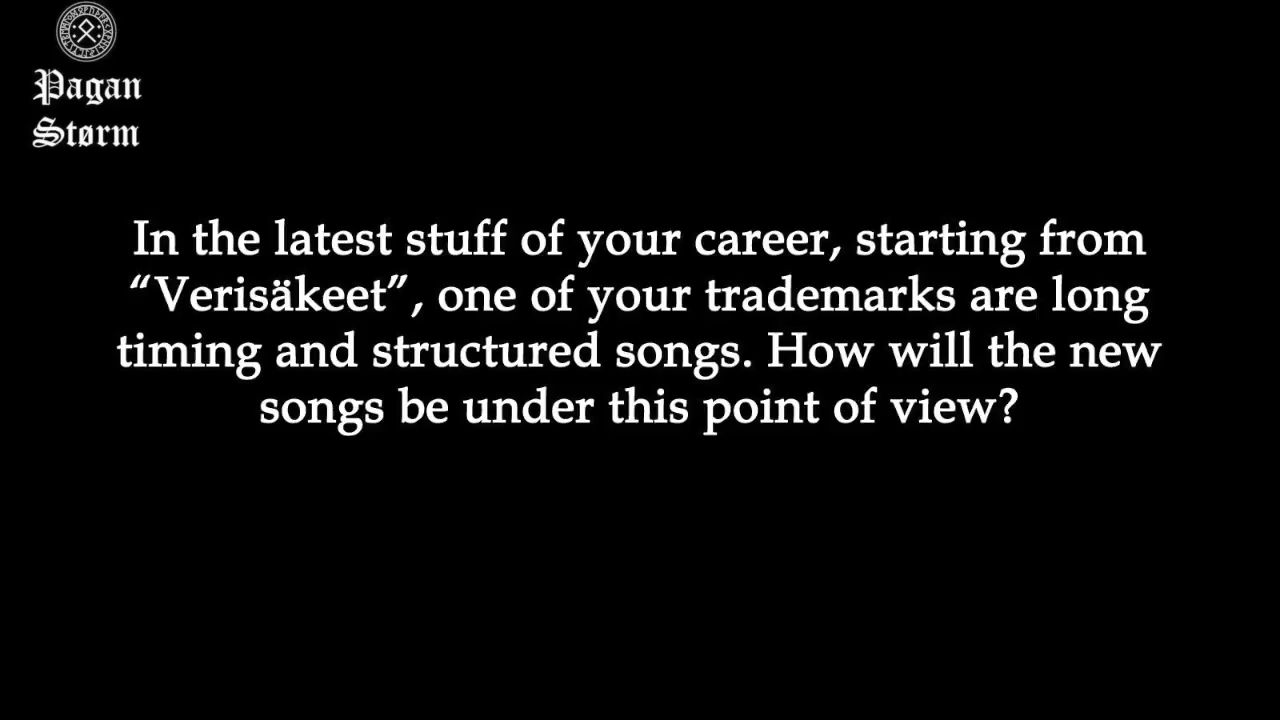 Pagan
Størm
In the latest stuff of your career, starting from
“Verisäkeet”, one of your trademarks are long
timing and structured songs. How will the new
songs be under this point of view?